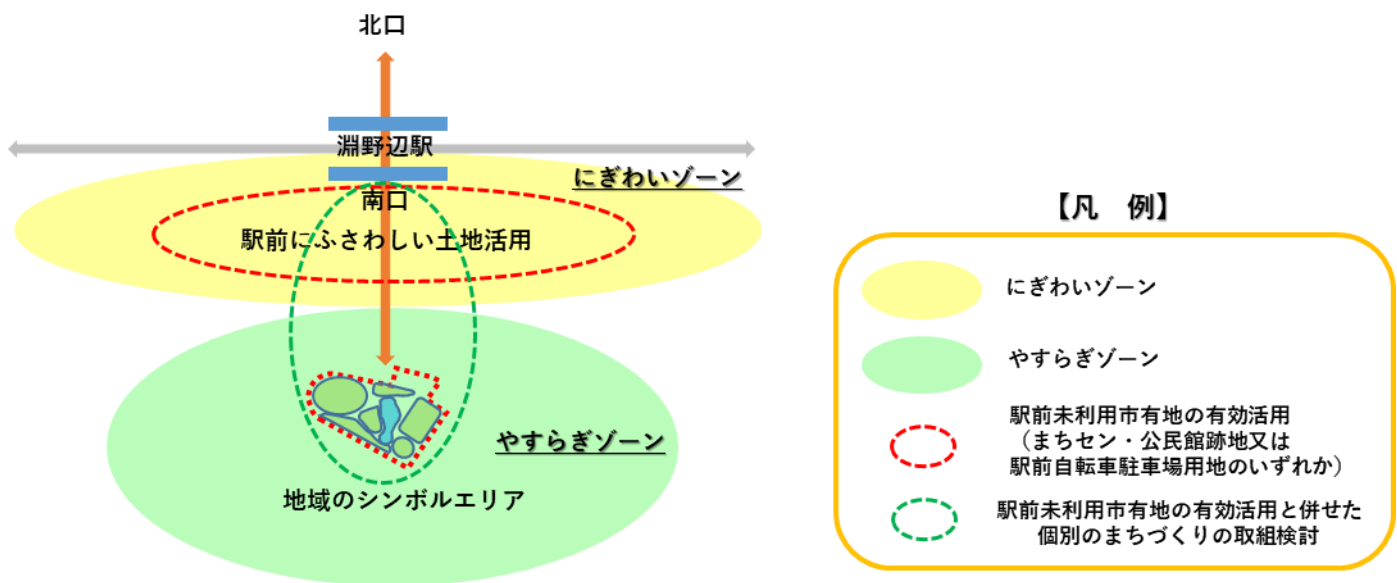 北口
淵野辺駅
にぎわいゾーン
南口
駅前にふさわしい土地活用
やすらぎゾーン
地域のシンボルエリア
【凡　例】
にぎわいゾーン
やすらぎゾーン
駅前未利用市有地の有効活用
（まちセン・公民館跡地又は
駅前自転車駐車場用地のいずれか）
駅前未利用市有地の有効活用と併せた
個別のまちづくりの取組検討